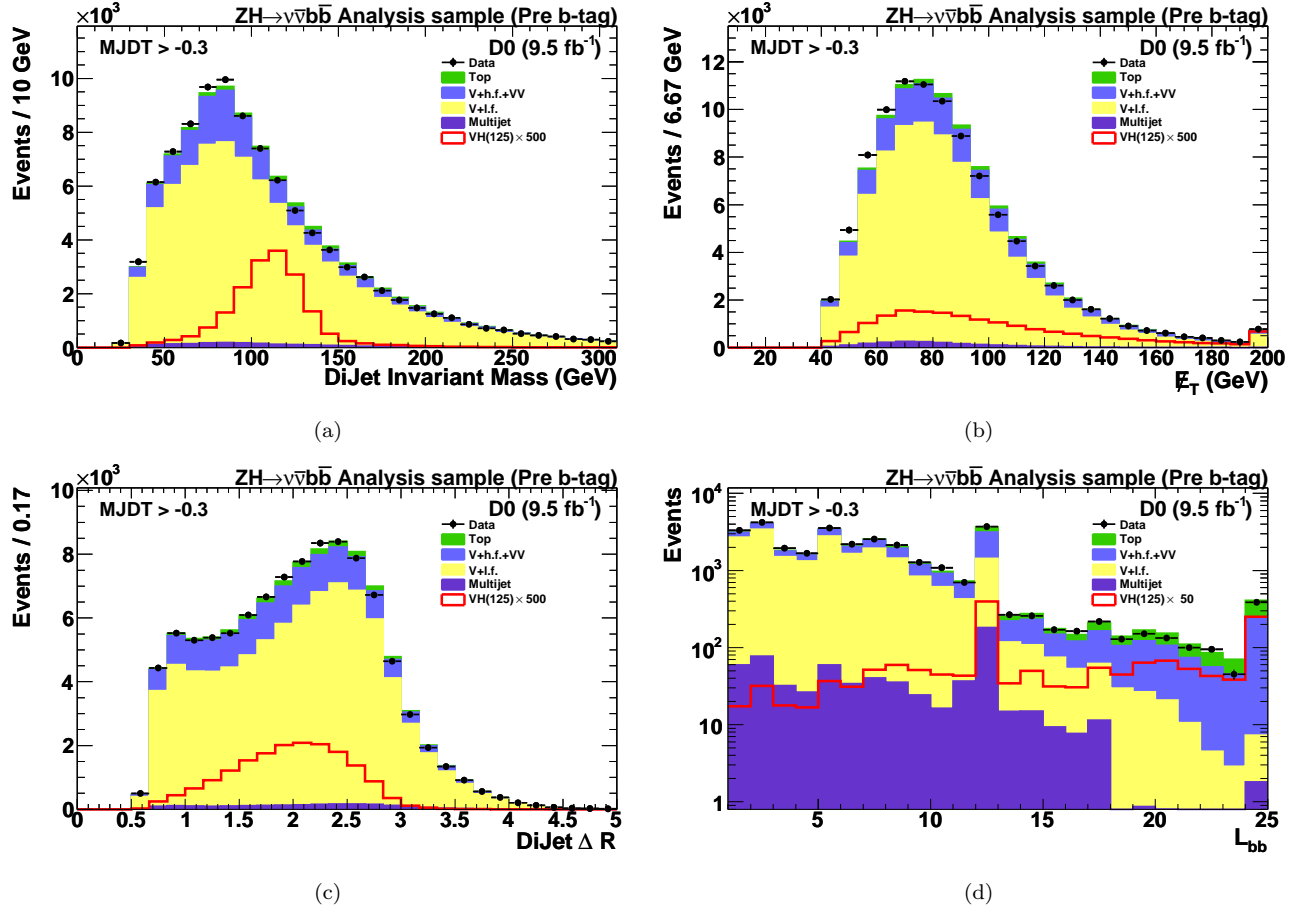 ×10³
ZH→νν̄bb̄ Analysis sample (Pre b-tag)
MJDT > -0.3
D0 (9.5 fb⁻¹)
Data
Top
V+h.f.+VV
V+l.f.
Multijet
VH(125)×500
Events / 10 GeV
10
8
6
4
2
0
0 50 100 150 200 250 300
DiJet Invariant Mass (GeV)
(a)
×10³
ZH→νν̄bb̄ Analysis sample (Pre b-tag)
MJDT > -0.3
D0 (9.5 fb⁻¹)
Data
Top
V+h.f.+VV
V+l.f.
Multijet
VH(125)×500
Events / 6.67 GeV
12
10
8
6
4
2
0
20 40 60 80 100 120 140 160 180 200
E̸_T (GeV)
(b)
×10³
ZH→νν̄bb̄ Analysis sample (Pre b-tag)
MJDT > -0.3
D0 (9.5 fb⁻¹)
Data
Top
V+h.f.+VV
V+l.f.
Multijet
VH(125)×500
Events / 0.17
10
8
6
4
2
0
0 0.5 1 1.5 2 2.5 3 3.5 4 4.5 5
DiJet Δ R
(c)
ZH→νν̄bb̄ Analysis sample (Pre b-tag)
MJDT > -0.3
D0 (9.5 fb⁻¹)
Data
Top
V+h.f.+VV
V+l.f.
Multijet
VH(125)× 50
Events
10⁴
10³
10²
10
1
5 10 15 20 25
L_bb
(d)